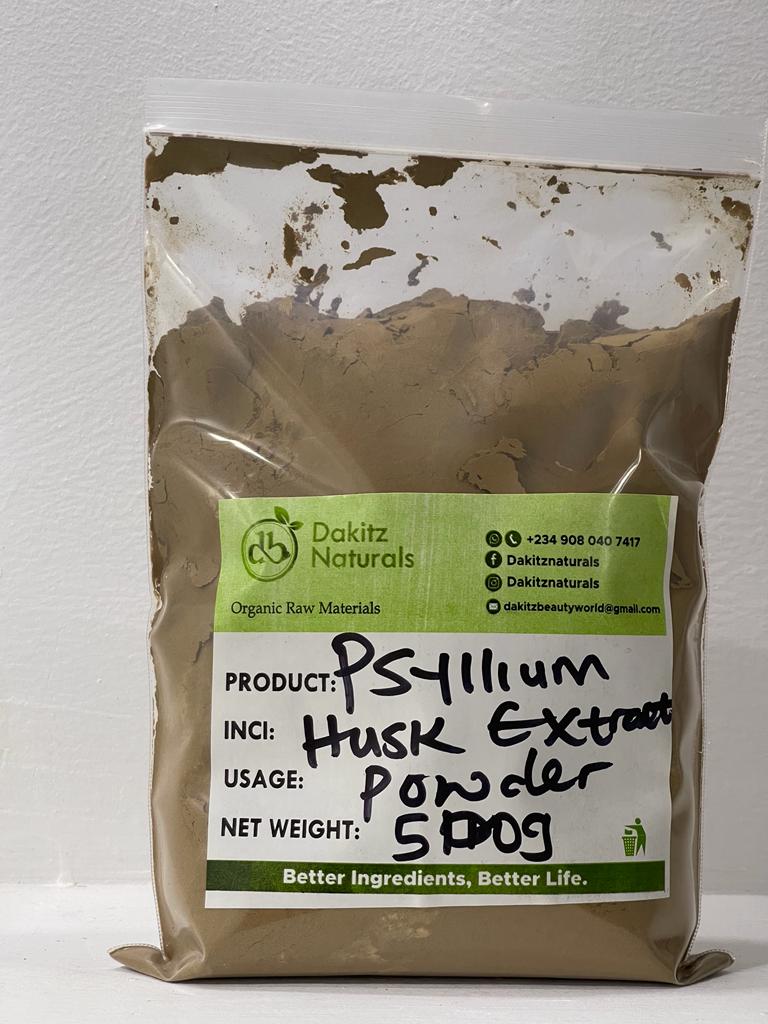 db
Dakitz
Naturals
Organic Raw Materials
+234 908 040 7417
Dakitznaturals
Dakitznaturals
dakitzbeautyworld@gmail.com
PRODUCT: Psyllium
INCI: Husk Extract
USAGE: Powder
NET WEIGHT: 500g
Better Ingredients, Better Life.